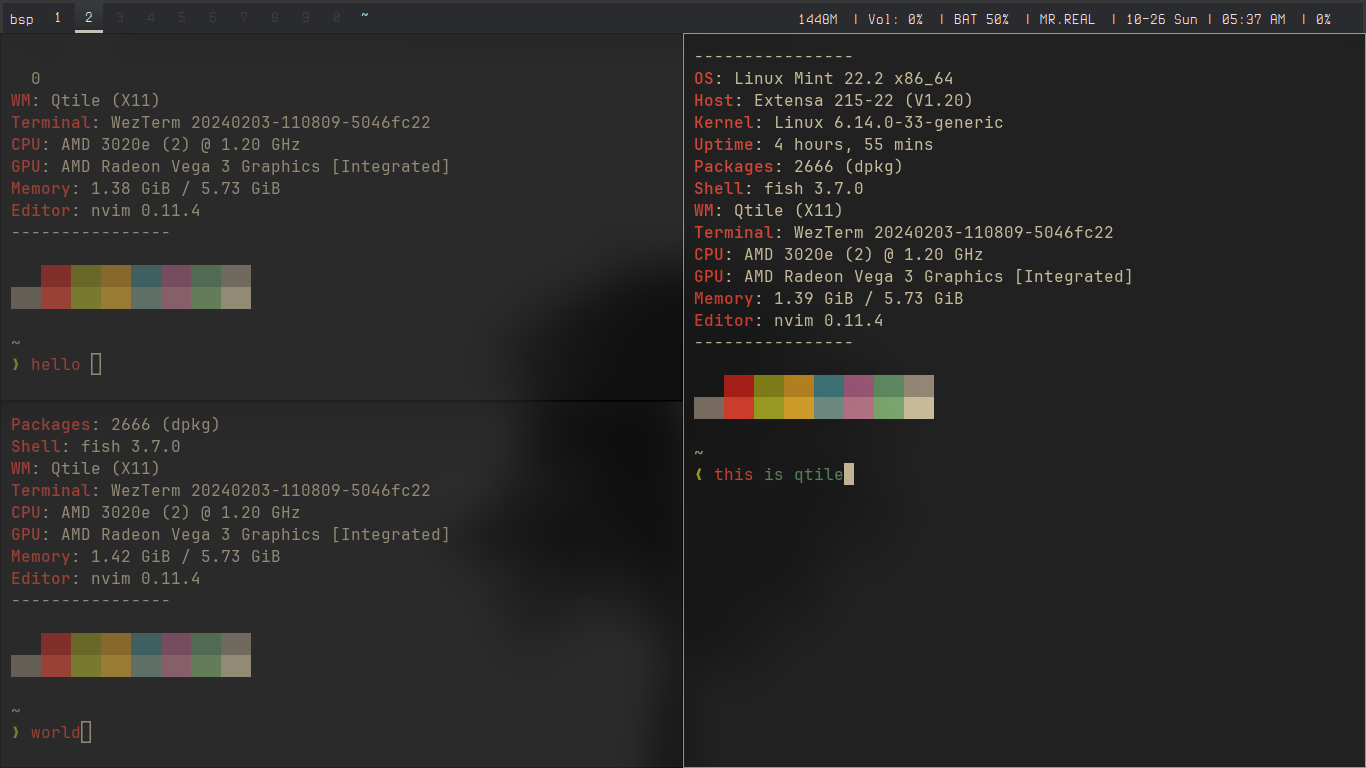 bsp 1 2 3 4 5 6 7 8 9 0 ~ 1440M | Vol: 0% | BAT 50% | MR.REAL | 10-26 Sun | 05:37 AM | 0%
0
WM: Qtile (X11)
Terminal: WezTerm 20240203-110809-5046fc22
CPU: AMD 3020e (2) @ 1.20 GHz
GPU: AMD Radeon Vega 3 Graphics [Integrated]
Memory: 1.38 GiB / 5.73 GiB
Editor: nvim 0.11.4
----------------
~
❯ hello
Packages: 2666 (dpkg)
Shell: fish 3.7.0
WM: Qtile (X11)
Terminal: WezTerm 20240203-110809-5046fc22
CPU: AMD 3020e (2) @ 1.20 GHz
GPU: AMD Radeon Vega 3 Graphics [Integrated]
Memory: 1.42 GiB / 5.73 GiB
Editor: nvim 0.11.4
----------------
~
❯ world
----------------
OS: Linux Mint 22.2 x86_64
Host: Extensa 215-22 (V1.20)
Kernel: Linux 6.14.0-33-generic
Uptime: 4 hours, 55 mins
Packages: 2666 (dpkg)
Shell: fish 3.7.0
WM: Qtile (X11)
Terminal: WezTerm 20240203-110809-5046fc22
CPU: AMD 3020e (2) @ 1.20 GHz
GPU: AMD Radeon Vega 3 Graphics [Integrated]
Memory: 1.39 GiB / 5.73 GiB
Editor: nvim 0.11.4
----------------
~
❮ this is qtile